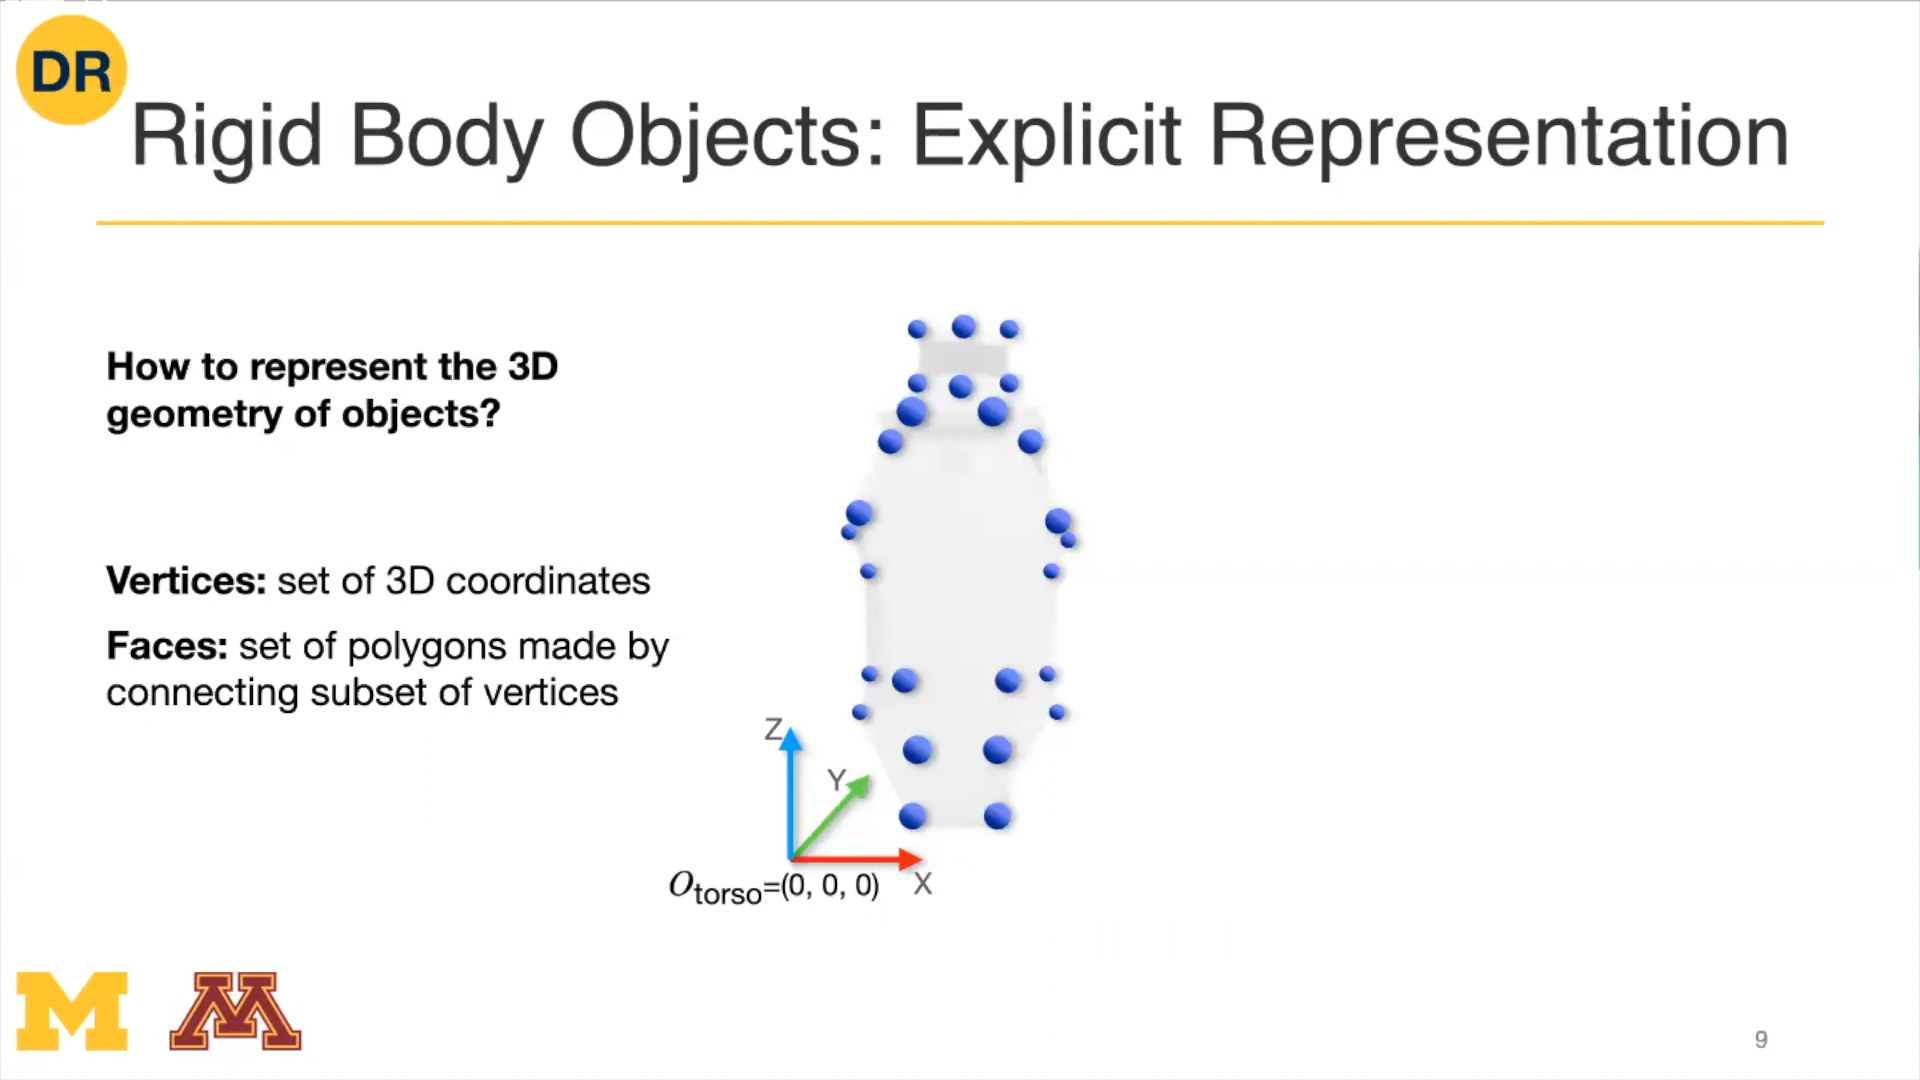 DR
Rigid Body Objects: Explicit Representation
How to represent the 3D
geometry of objects?
Vertices: set of 3D coordinates
Faces: set of polygons made by
connecting subset of vertices
Z
Y
X
Otorso=(0, 0, 0)
M M
9